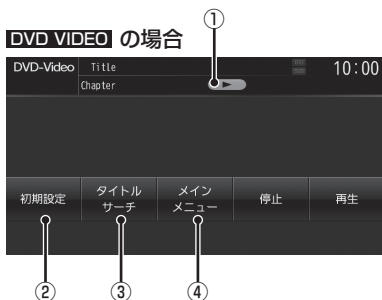 ①
DVD VIDEO の場合
DVD-Video Title 10:00
Chapter
初期設定 タイトルサーチ メインメニュー 停止 再生
② ③ ④